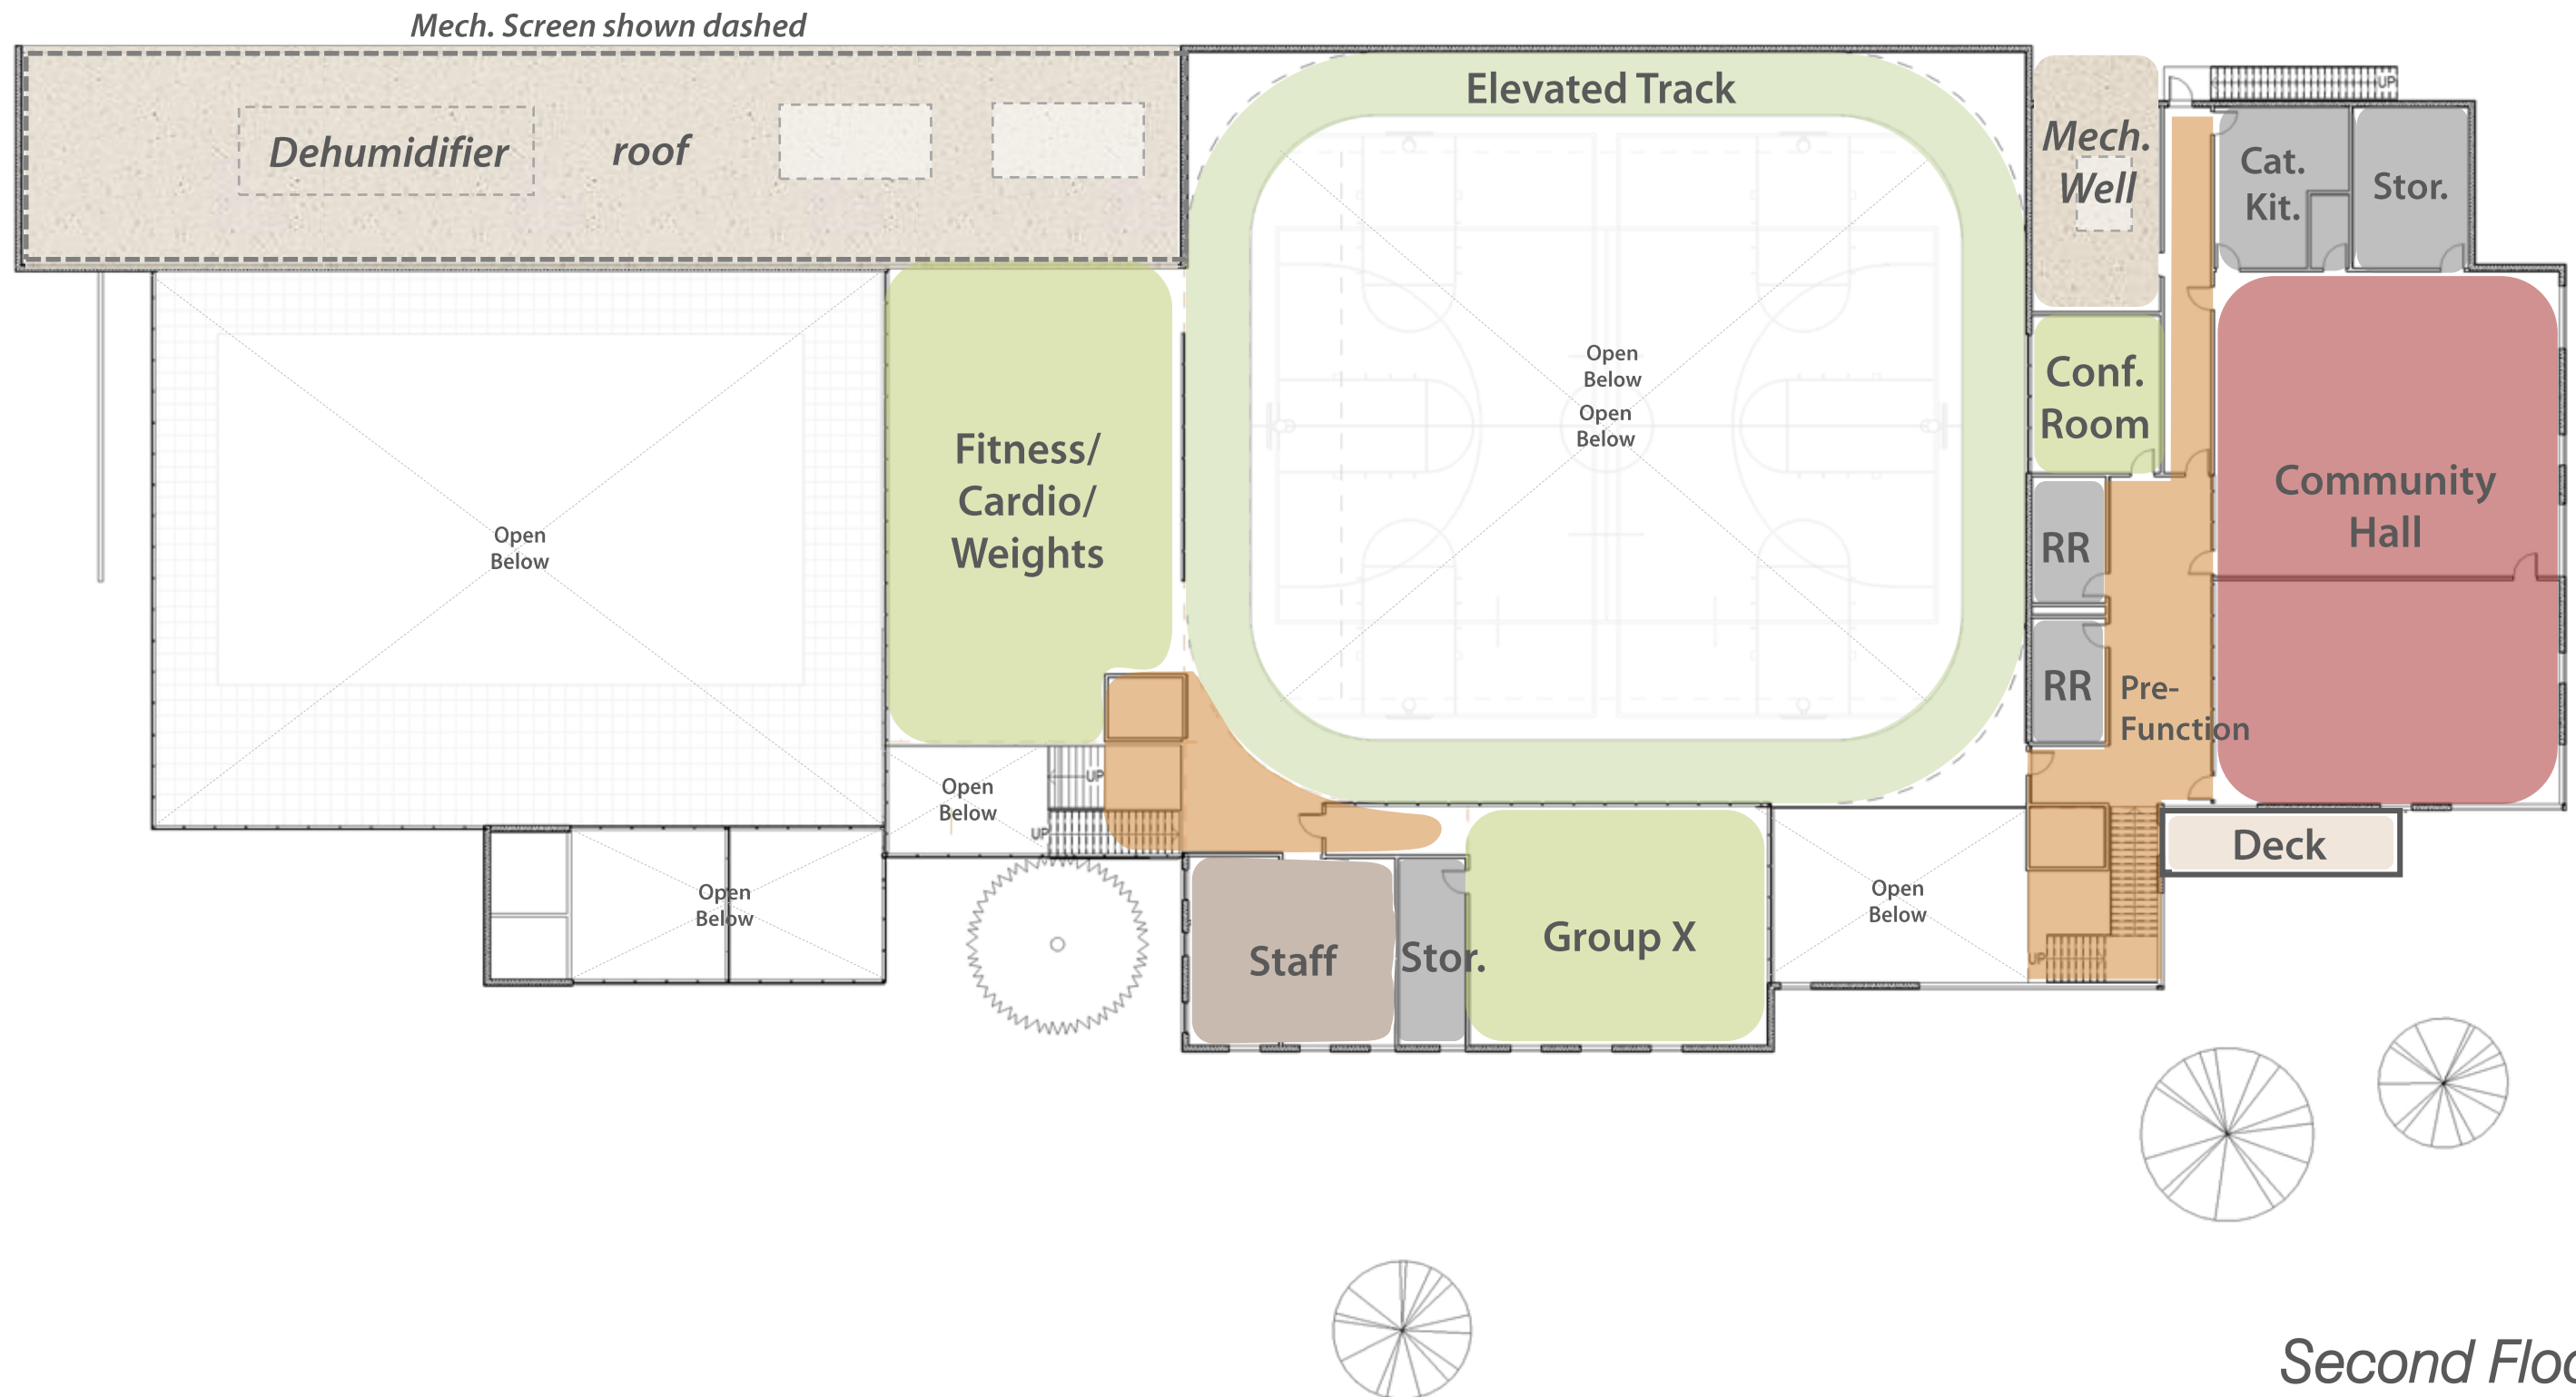 Mech. Screen shown dashed
Dehumidifier
roof
Elevated Track
Mech.
Well
UP
Cat.
Kit.
Stor.
Open
Below
Open
Below
Conf.
Room
Fitness/
Cardio/
Weights
Community
Hall
Open
Below
RR
RR
Pre-
Function
Open
Below
UP
UP
Open
Below
Open
Below
Deck
Staff
Stor.
Group X
UP
Second Floo